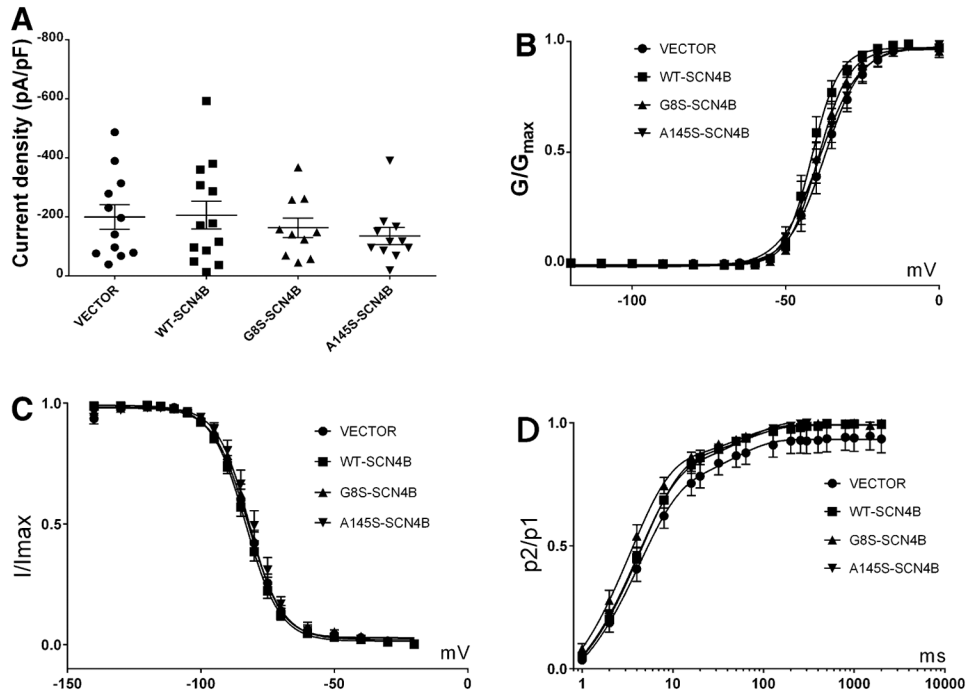 A
Current density (pA/pF)
-800
-600
-400
-200
0
VECTOR
WT-SCN4B
G8S-SCN4B
A145S-SCN4B
B
G/Gmax
1.0
0.5
0.0
VECTOR
WT-SCN4B
G8S-SCN4B
A145S-SCN4B
mV
-100
-50
0
C
I/Imax
1.0
0.5
0.0
VECTOR
WT-SCN4B
G8S-SCN4B
A145S-SCN4B
mV
-150
-100
-50
0
D
p2/p1
1.0
0.5
0.0
VECTOR
WT-SCN4B
G8S-SCN4B
A145S-SCN4B
ms
1
10
100
1000
10000